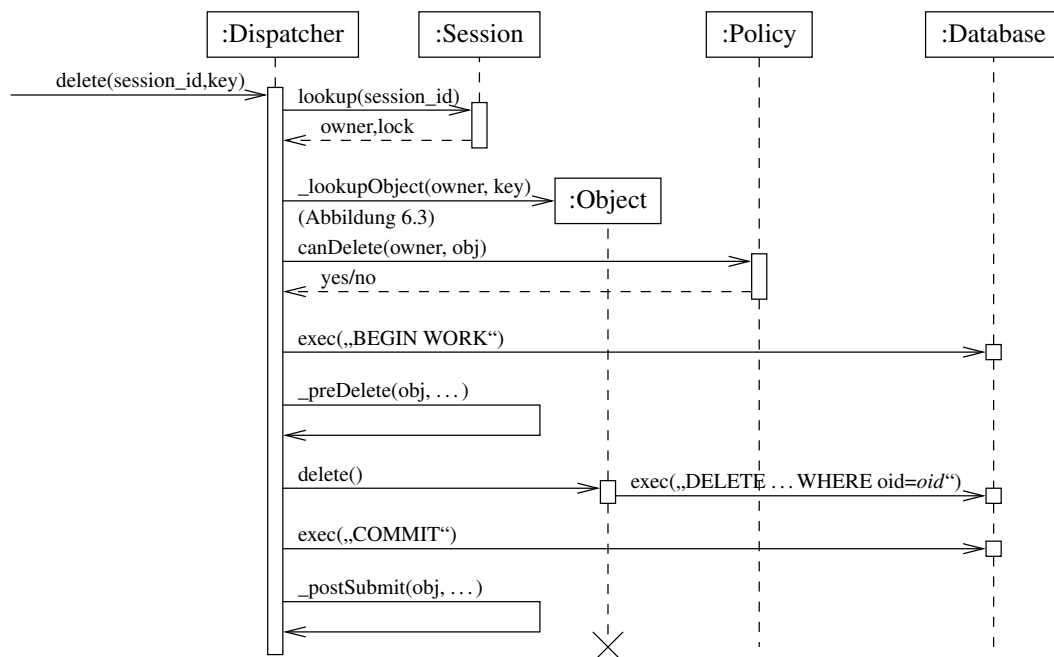 :Dispatcher :Session :Policy :Database
delete(session_id,key)
lookup(session_id)
owner,lock
_lookupObject(owner, key)
:Object
(Abbildung 6.3)
canDelete(owner, obj)
yes/no
exec(„BEGIN WORK“)
_preDelete(obj, . . . )
delete()
exec(„DELETE . . . WHERE oid=oid“)
exec(„COMMIT“)
_postSubmit(obj, . . . )